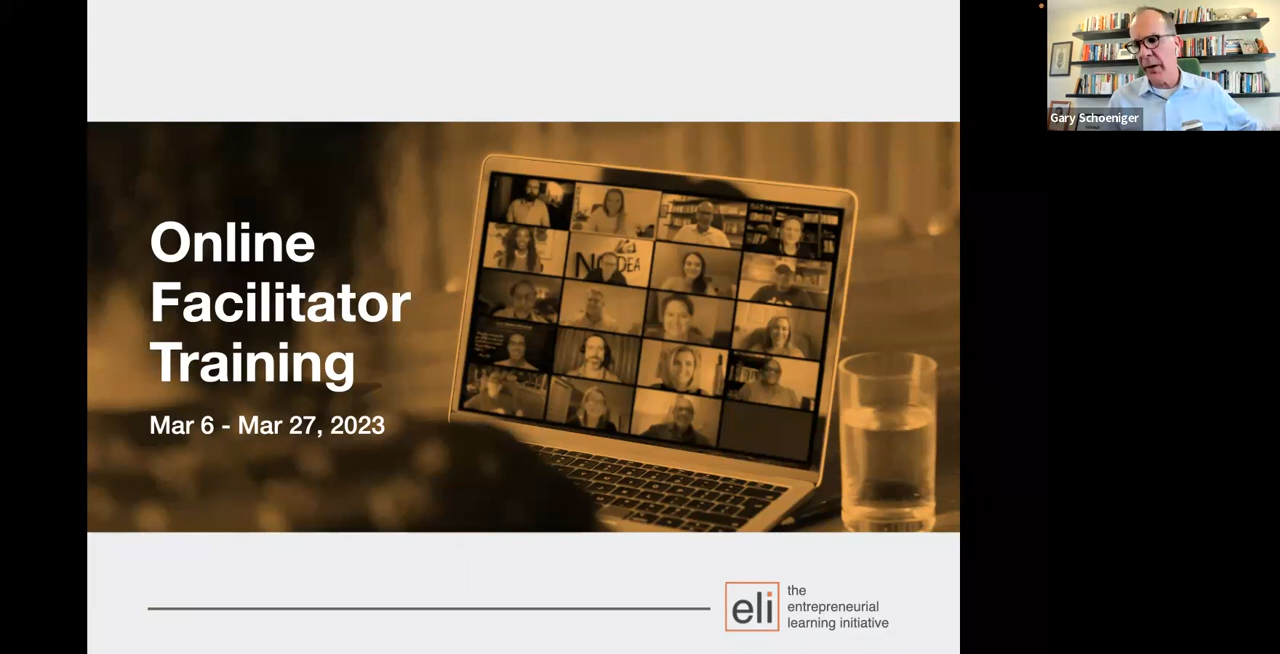 Online
Facilitator
Training
Mar 6 - Mar 27, 2023
eli
the
entrepreneurial
learning initiative
Gary Schoeniger